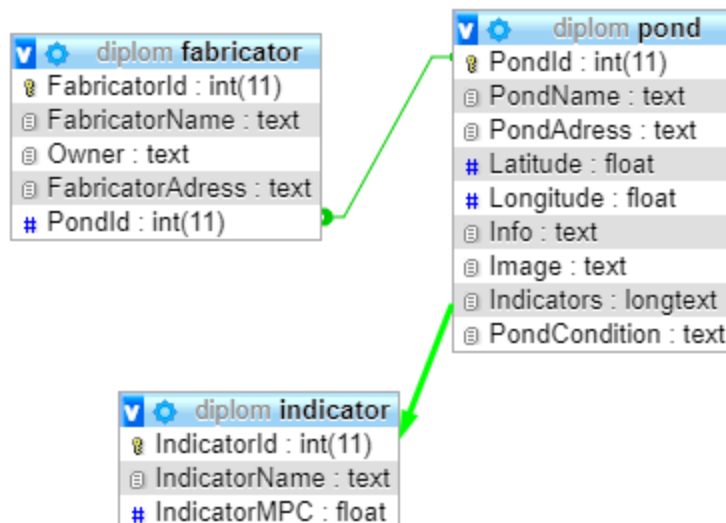 diplom fabricator
FabricatorId : int(11)
FabricatorName : text
Owner : text
FabricatorAdress : text
PondId : int(11)
diplom pond
PondId : int(11)
PondName : text
PondAdress : text
Latitude : float
Longitude : float
Info : text
Image : text
Indicators : longtext
PondCondition : text
diplom indicator
IndicatorId : int(11)
IndicatorName : text
IndicatorMPC : float